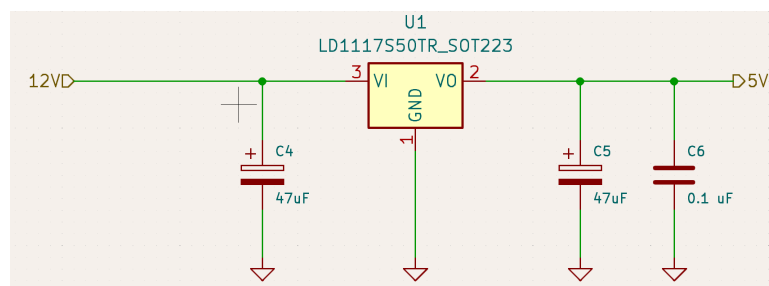 U1
LD1117S50TR_SOT223
12V
3
VI
VO
2
5V
GND
1
+
C4
47uF
+
C5
47uF
C6
0.1 uF